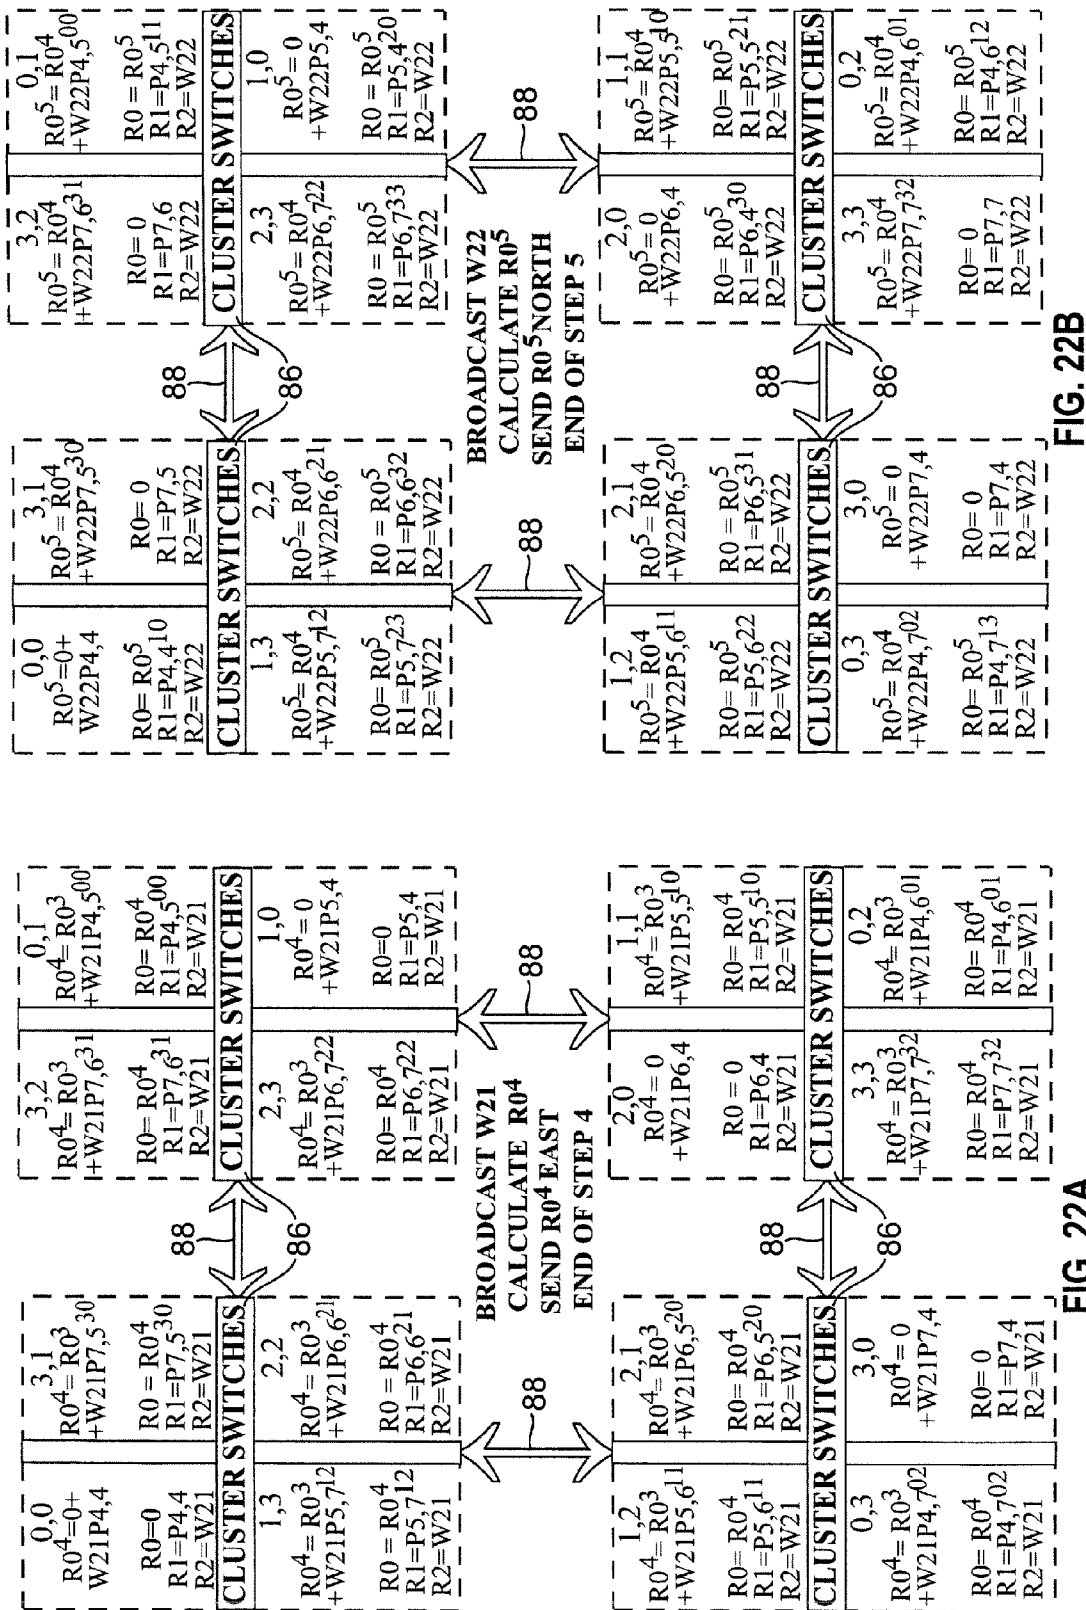 0,0
R0⁴=0+
W21P4,4
R0=0
R1=P4,4
R2=W21
3,1
R0⁴= R0³
+W21P7,5³⁰
R0 = R0⁴
R1=P7,5³⁰
R2=W21
CLUSTER SWITCHES
1,3
R0⁴= R0³
+W21P5,7¹²
R0 = R0⁴
R1=P5,7¹²
R2=W21
2,2
R0⁴= R0³
+W21P6,6²¹
R0 = R0⁴
R1=P6,6²¹
R2=W21
88
86
3,2
R0⁴= R0³
+W21P7,6³¹
R0= R0⁴
R1=P7,6³¹
R2=W21
0,1
R0⁴= R0³
+W21P4,5⁰⁰
R0= R0⁴
R1=P4,5⁰⁰
R2=W21
CLUSTER SWITCHES
2,3
R0⁴= R0³
+W21P6,7²²
R0= R0⁴
R1=P6,7²²
R2=W21
1,0
R0⁴= 0
+W21P5,4
R0=0
R1=P5,4
R2=W21
88
BROADCAST W21
CALCULATE R0⁴
SEND R0⁴ EAST
END OF STEP 4
88
1,2
R0⁴= R0³
+W21P5,6¹¹
R0= R0⁴
R1=P5,6¹¹
R2=W21
2,1
R0⁴= R0³
+W21P6,5²⁰
R0= R0⁴
R1=P6,5²⁰
R2=W21
CLUSTER SWITCHES
0,3
R0⁴= R0³
+W21P4,7⁰²
R0= R0⁴
R1=P4,7⁰²
R2=W21
3,0
R0⁴= 0
+W21P7,4
R0= 0
R1=P7,4
R2=W21
88
86
2,0
R0⁴= 0
+W21P6,4
R0 = 0
R1=P6,4
R2=W21
1,1
R0⁴= R0³
+W21P5,5¹⁰
R0= R0⁴
R1=P5,5¹⁰
R2=W21
CLUSTER SWITCHES
3,3
R0⁴= R0³
+W21P7,7³²
R0= R0⁴
R1=P7,7³²
R2=W21
0,2
R0⁴= R0³
+W21P4,6⁰¹
R0= R0⁴
R1=P4,6⁰¹
R2=W21
FIG. 22A
0,0
R0⁵=0+
W22P4,4
R0= R0⁵
R1=P4,4¹⁰
R2=W22
3,1
R0⁵= R0⁴
+W22P7,5³⁰
R0= 0
R1=P7,5
R2=W22
CLUSTER SWITCHES
1,3
R0⁵= R0⁴
+W22P5,7¹²
R0= R0⁵
R1=P5,7²³
R2=W22
2,2
R0⁵= R0⁴
+W22P6,6²¹
R0 = R0⁵
R1=P6,6³²
R2=W22
88
86
3,2
R0⁵= R0⁴
+W22P7,6³¹
R0= 0
R1=P7,6
R2=W22
0,1
R0⁵= R0⁴
+W22P4,5⁰⁰
R0 = R0⁵
R1=P4,5¹¹
R2=W22
CLUSTER SWITCHES
2,3
R0⁵= R0⁴
+W22P6,7²²
R0 = R0⁵
R1=P6,7³³
R2=W22
1,0
R0⁵= 0
+W22P5,4
R0 = R0⁵
R1=P5,4²⁰
R2=W22
88
BROADCAST W22
CALCULATE R0⁵
SEND R0⁵NORTH
END OF STEP 5
88
1,2
R0⁵= R0⁴
+W22P5,6¹¹
R0= R0⁵
R1=P5,6²²
R2=W22
2,1
R0⁵= R0⁴
+W22P6,5²⁰
R0 = R0⁵
R1=P6,5³¹
R2=W22
CLUSTER SWITCHES
0,3
R0⁵= R0⁴
+W22P4,7⁰²
R0= R0⁵
R1=P4,7¹³
R2=W22
3,0
R0⁵= 0
+W22P7,4
R0= 0
R1=P7,4
R2=W22
88
86
2,0
R0⁵= 0
+W22P6,4
R0= R0⁵
R1=P6,4³⁰
R2=W22
1,1
R0⁵= R0⁴
+W22P5,5¹⁰
R0= R0⁵
R1=P5,5²¹
R2=W22
CLUSTER SWITCHES
3,3
R0⁵= R0⁴
+W22P7,7³²
R0= 0
R1=P7,7
R2=W22
0,2
R0⁵= R0⁴
+W22P4,6⁰¹
R0= R0⁵
R1=P4,6¹²
R2=W22
FIG. 22B